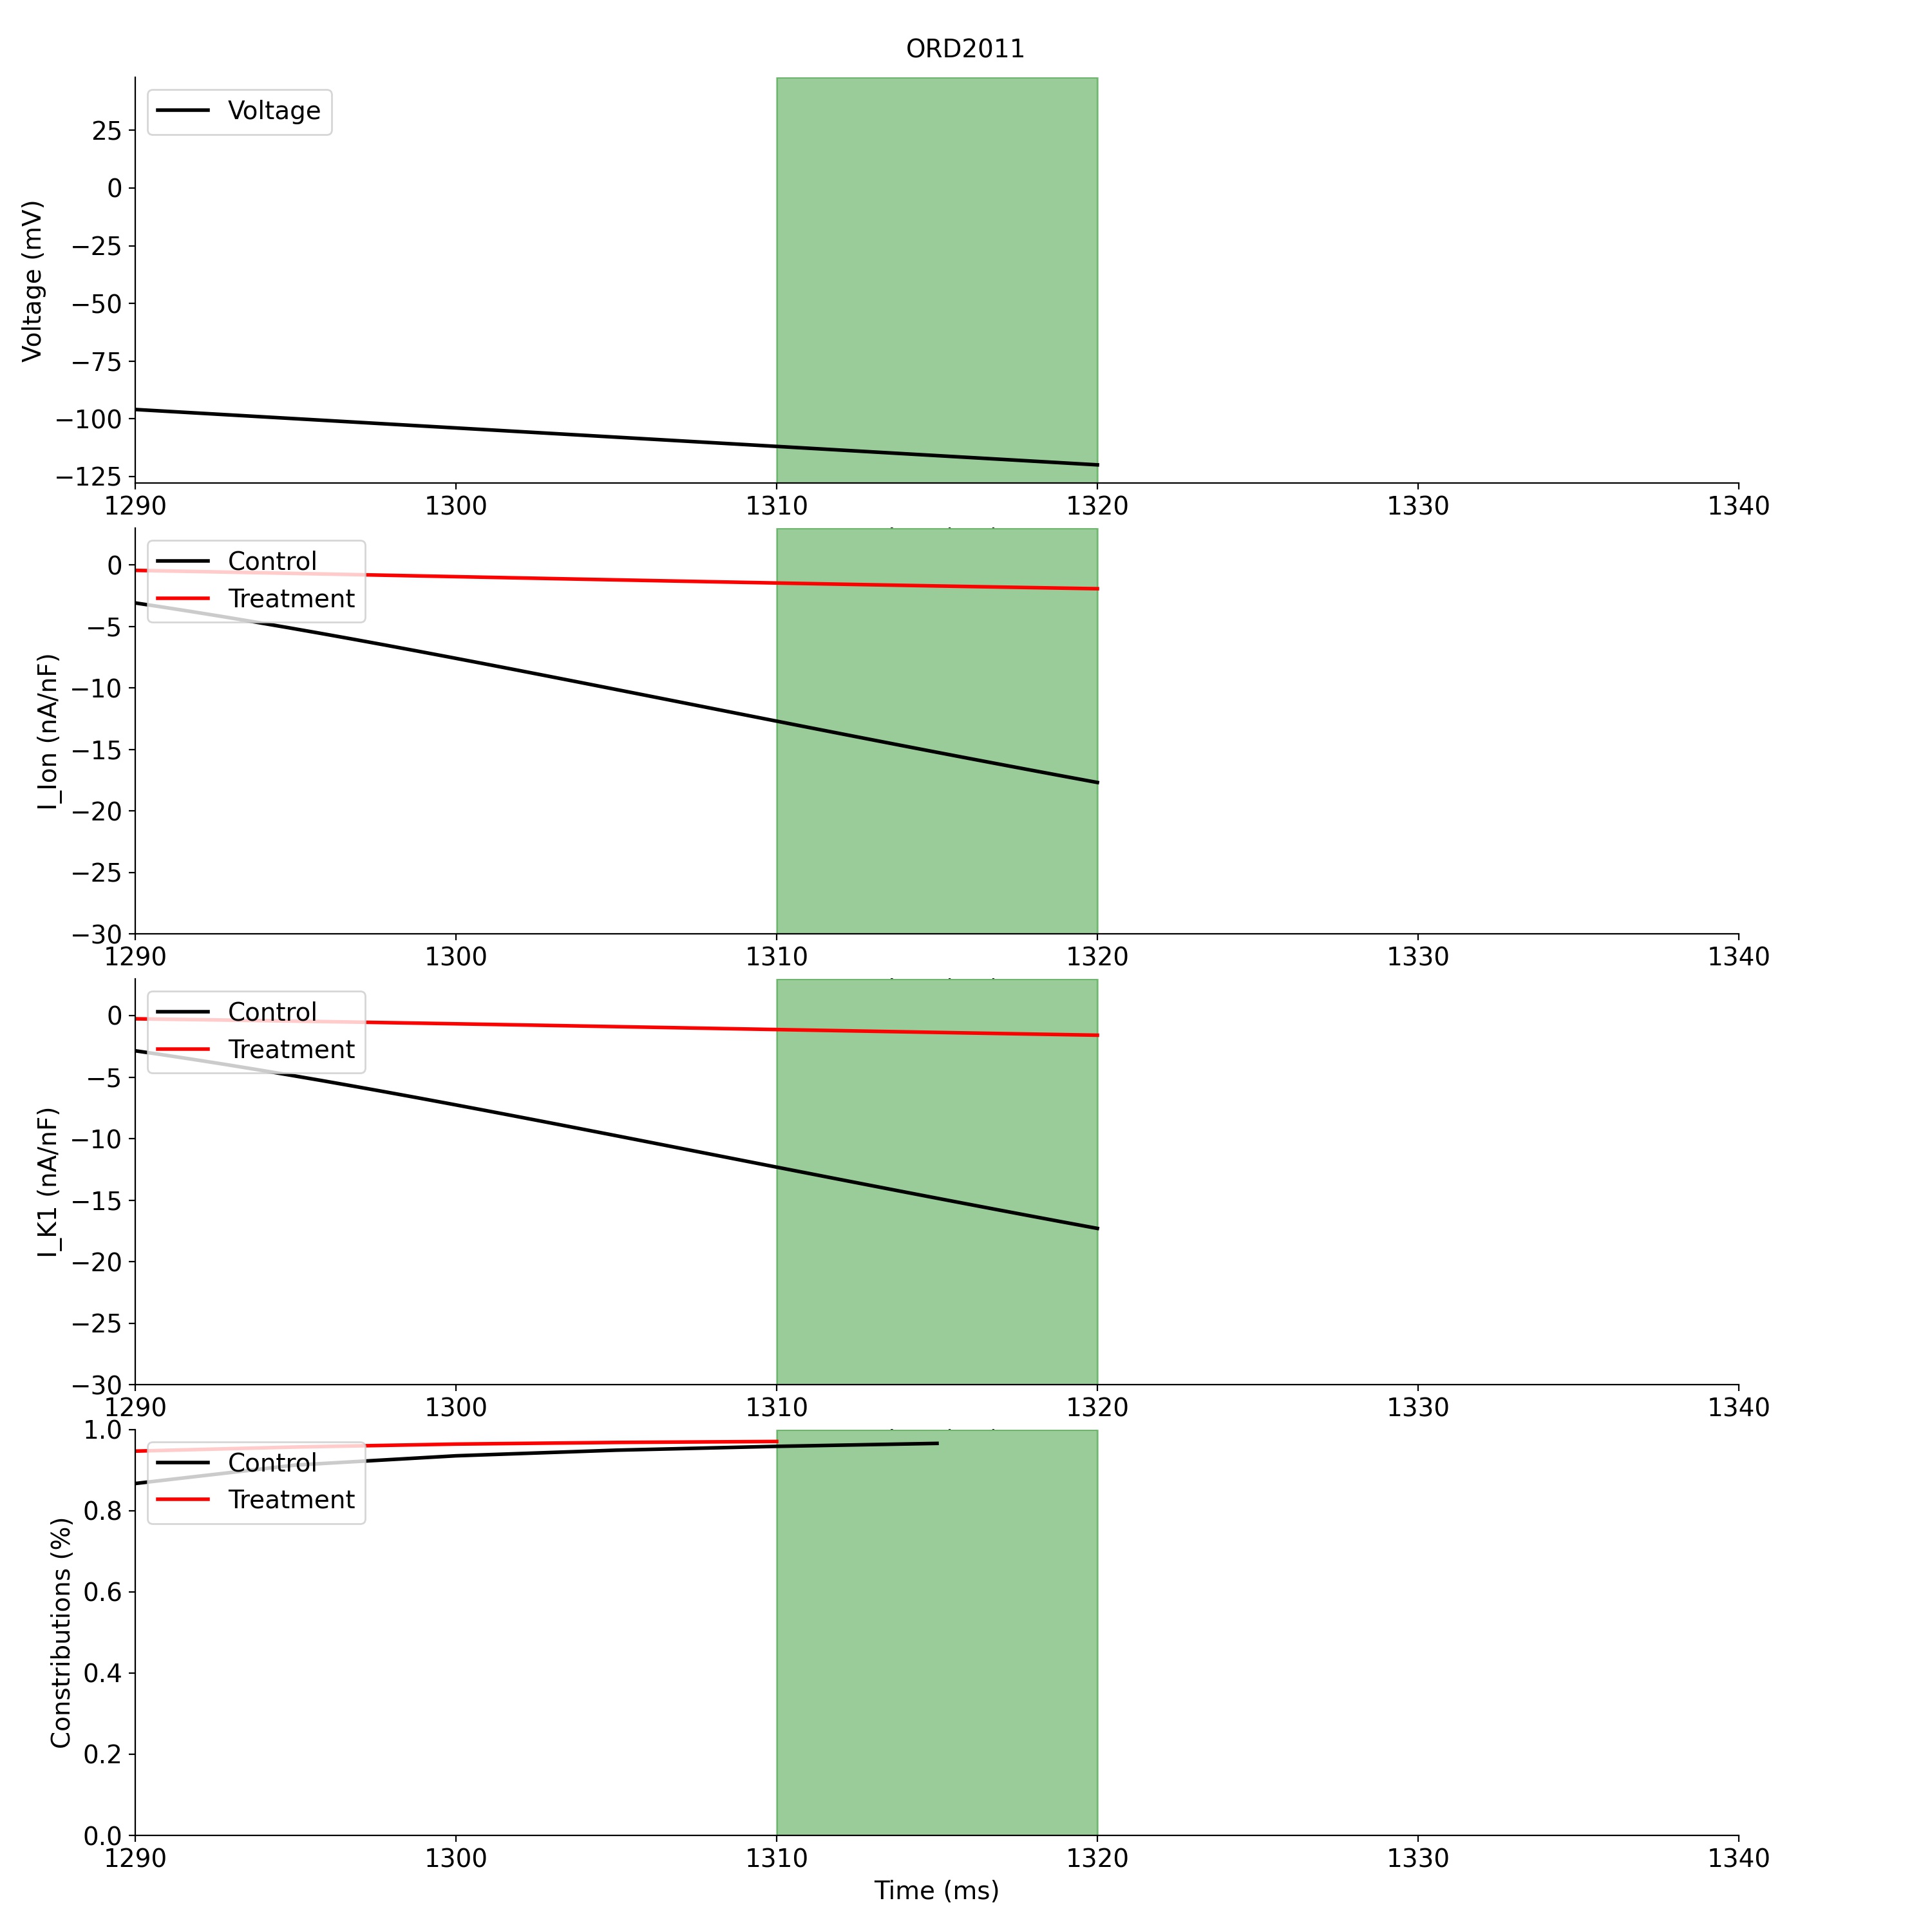 ORD2011
Voltage
Voltage (mV)
25
0
−25
−50
−75
−100
−125
1290 1300 1310 1320 1330 1340
Control
Treatment
I_Ion (nA/nF)
0
−5
−10
−15
−20
−25
−30
1290 1300 1310 1320 1330 1340
Control
Treatment
I_K1 (nA/nF)
0
−5
−10
−15
−20
−25
−30
1290 1300 1310 1320 1330 1340
Control
Treatment
Constributions (%)
1.0
0.8
0.6
0.4
0.2
0.0
1290 1300 1310 1320 1330 1340
Time (ms)